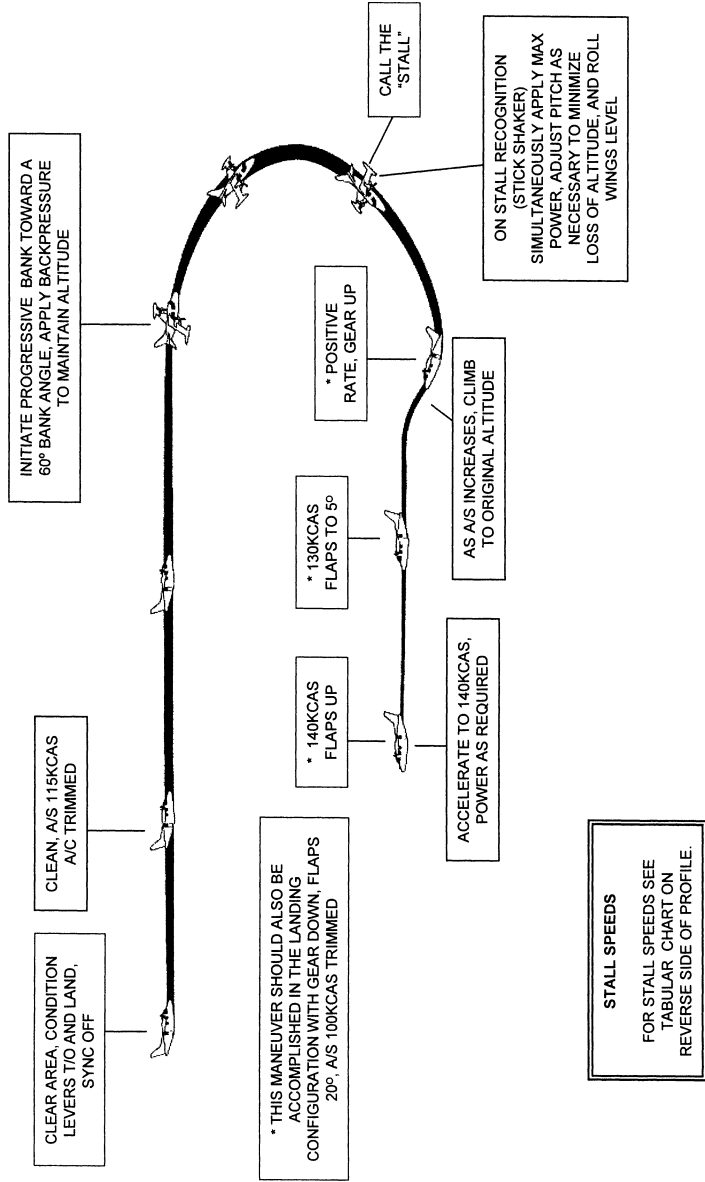 CLEAR AREA, CONDITION
LEVERS T/O AND LAND,
SYNC OFF
CLEAN, A/S 115KCAS
A/C TRIMMED
INITIATE PROGRESSIVE BANK TOWARD A
60º BANK ANGLE, APPLY BACKPRESSURE
TO MAINTAIN ALTITUDE
CALL THE
“STALL”
ON STALL RECOGNITION
(STICK SHAKER)
SIMULTANEOUSLY APPLY MAX
POWER, ADJUST PITCH AS
NECESSARY TO MINIMIZE
LOSS OF ALTITUDE, AND ROLL
WINGS LEVEL
* POSITIVE
RATE, GEAR UP
AS A/S INCREASES, CLIMB
TO ORIGINAL ALTITUDE
* 130KCAS
FLAPS TO 5º
* 140KCAS
FLAPS UP
ACCELERATE TO 140KCAS,
POWER AS REQUIRED
* THIS MANEUVER SHOULD ALSO BE
ACCOMPLISHED IN THE LANDING
CONFIGURATION WITH GEAR DOWN, FLAPS
20º, A/S 100KCAS TRIMMED
STALL SPEEDS
FOR STALL SPEEDS SEE
TABULAR CHART ON
REVERSE SIDE OF PROFILE.